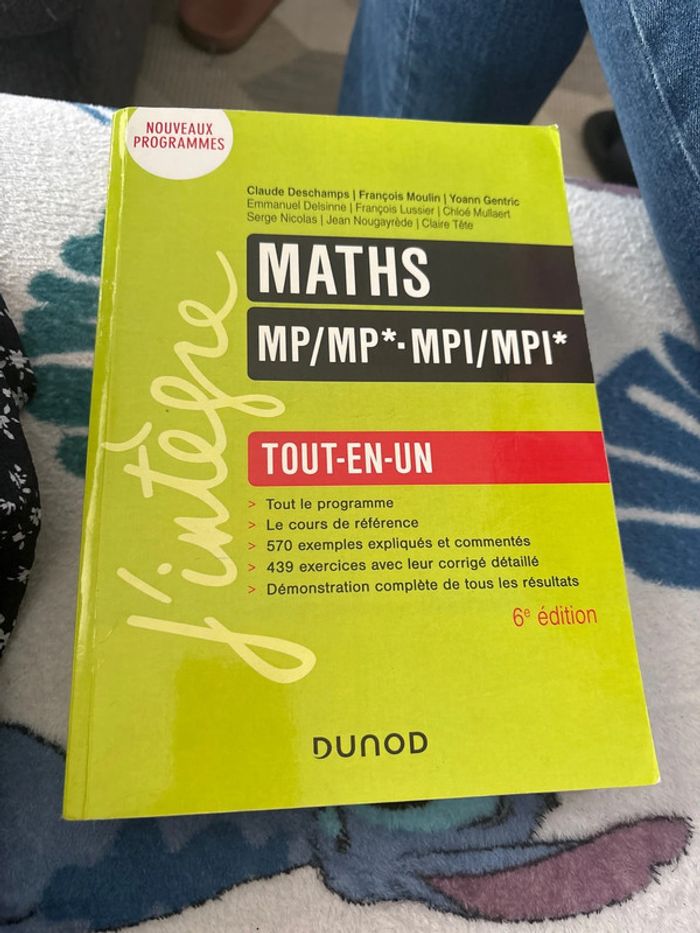 NOUVEAUX
PROGRAMMES
Claude Deschamps | François Moulin | Yoann Gentric
Emmanuel Delsinne | François Lussier | Chloé Mullaert
Serge Nicolas | Jean Nougayrède | Claire Tête
MATHS
MP/MP*·MPI/MPI*
j'intègre
TOUT-EN-UN
> Tout le programme
> Le cours de référence
> 570 exemples expliqués et commentés
> 439 exercices avec leur corrigé détaillé
> Démonstration complète de tous les résultats
6e édition
DUNOD